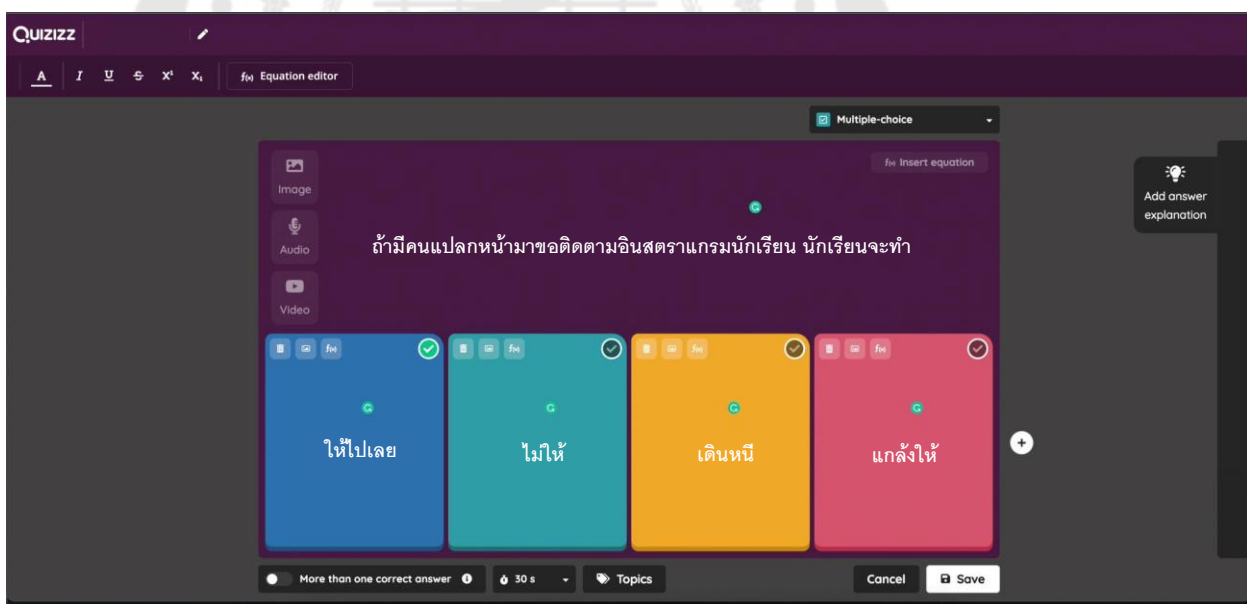 QUIZIZZ
A I U S X² X₁ f(x) Equation editor
Multiple-choice
Image
f(x) Insert equation
Add answer
explanation
Audio
ถ้ามีคนแปลกหน้ามาขอติดตามอินสตราแกรมนักเรียน นักเรียนจะทำ
Video
f(x) f(x) f(x) f(x)
ให้ไปเลย ไม่ให้ เดินหนี แกล้งให้
More than one correct answer 30 s Topics Cancel Save